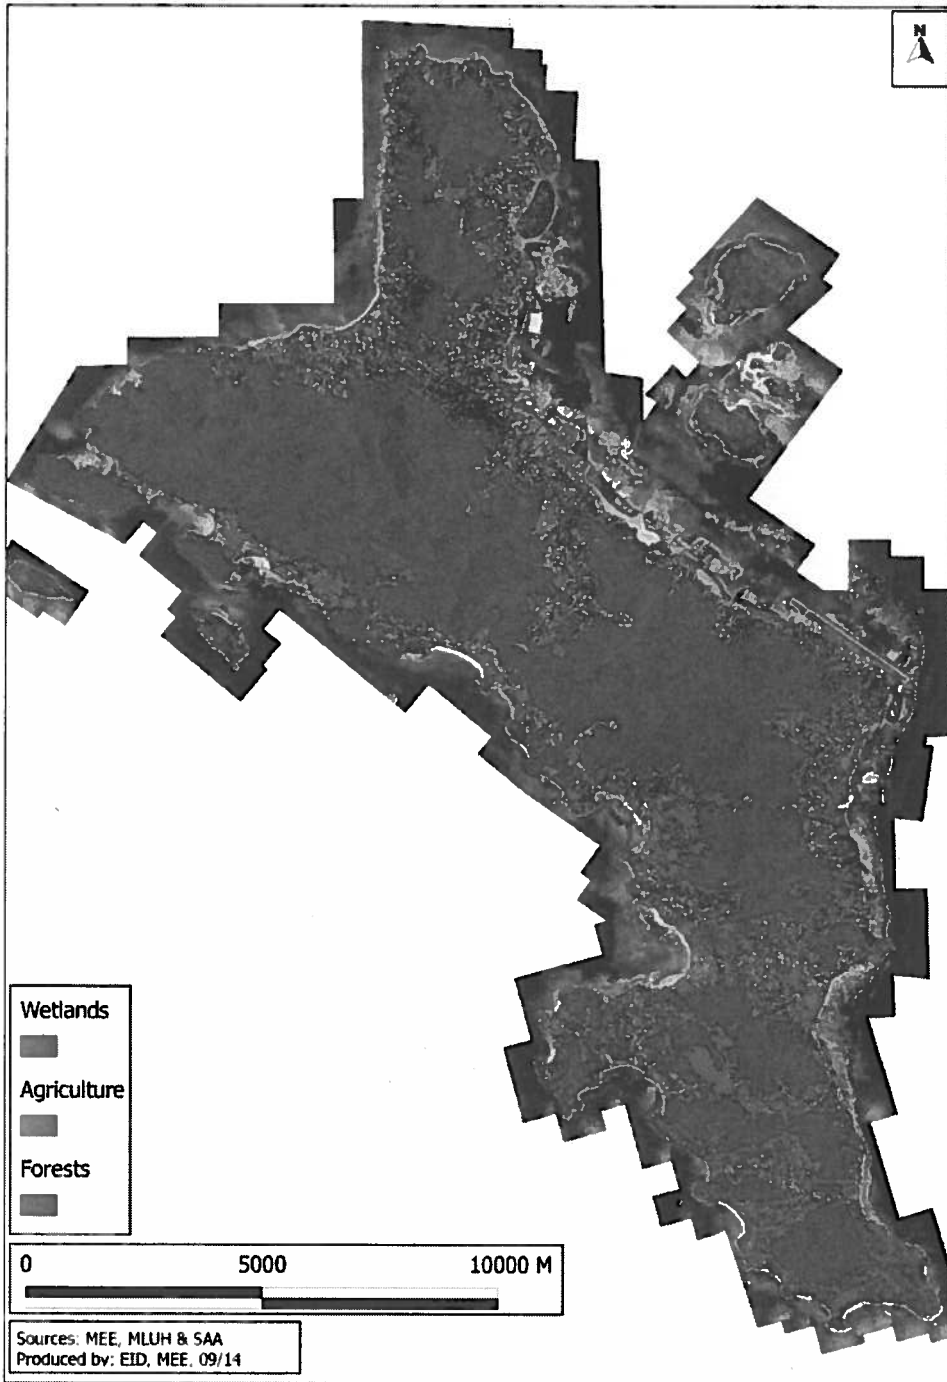 N
Wetlands
Agriculture
Forests
0 5000 10000 M
Sources: MEE, MLUH & SAA
Produced by: EID, MEE, 09/14